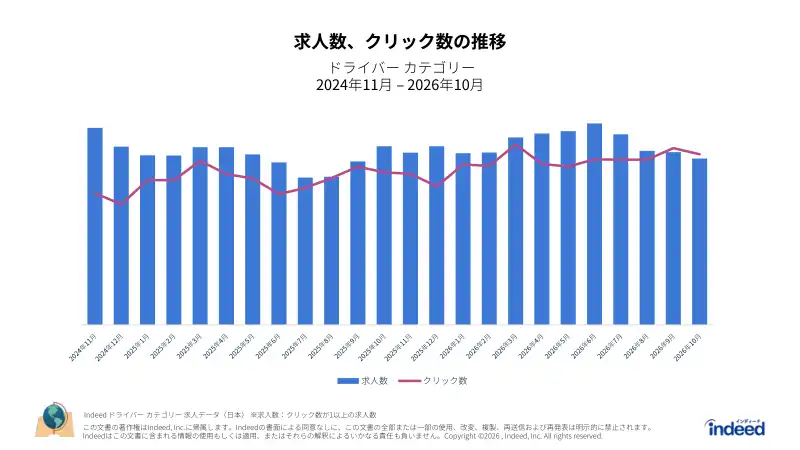 求人数、クリック数の推移
ドライバー カテゴリー
2024年11月 – 2026年10月
2024年11月
2024年12月
2025年1月
2025年2月
2025年3月
2025年4月
2025年5月
2025年6月
2025年7月
2025年8月
2025年9月
2025年10月
2025年11月
2025年12月
2026年1月
2026年2月
2026年3月
2026年4月
2026年5月
2026年6月
2026年7月
2026年8月
2026年9月
2026年10月
求人数 クリック数
Indeed ドライバー カテゴリー 求人データ（日本） ※求人数：クリック数が1以上の求人数
この文書の著作権はIndeed, Inc.に帰属します。Indeedの書面による同意なしに、この文書の全部または一部の使用、改変、複製、再送信および再発表は明示的に禁止されます。
Indeedはこの文書に含まれる情報の使用もしくは適用、またはそれらの解釈によるいかなる責任も負いません。Copyright ©2026 , Indeed, Inc. All rights reserved.
インディード
indeed